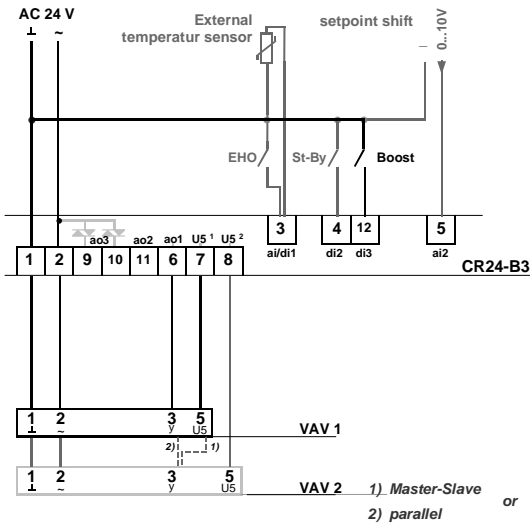 AC 24 V
⊥ ~
External
temperatur sensor
setpoint shift
–
0...10V
EHO
St-By
Boost
3
4
12
5
ai/di1
di2
di3
ai2
ao3
ao2
ao1
U5 1
U5 2
1
2
9
10
11
6
7
8
CR24-B3
1
2
3
5
⊥
~
y
U5
VAV 1
2)
1)
1
2
3
5
⊥
~
y
U5
VAV 2
1) Master-Slave
or
2) parallel